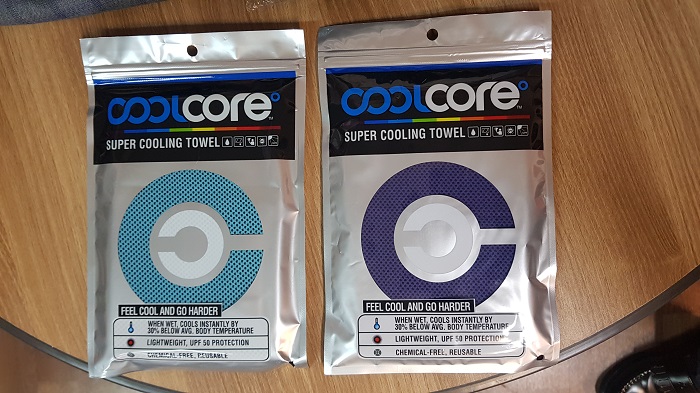 coolcore°™
SUPER COOLING TOWEL
FEEL COOL AND GO HARDER
WHEN WET, COOLS INSTANTLY BY
30% BELOW AVG. BODY TEMPERATURE
LIGHTWEIGHT, UPF 50 PROTECTION
CHEMICAL-FREE, REUSABLE
coolcore°™
SUPER COOLING TOWEL
FEEL COOL AND GO HARDER
WHEN WET, COOLS INSTANTLY BY
30% BELOW AVG. BODY TEMPERATURE
LIGHTWEIGHT, UPF 50 PROTECTION
CHEMICAL-FREE, REUSABLE